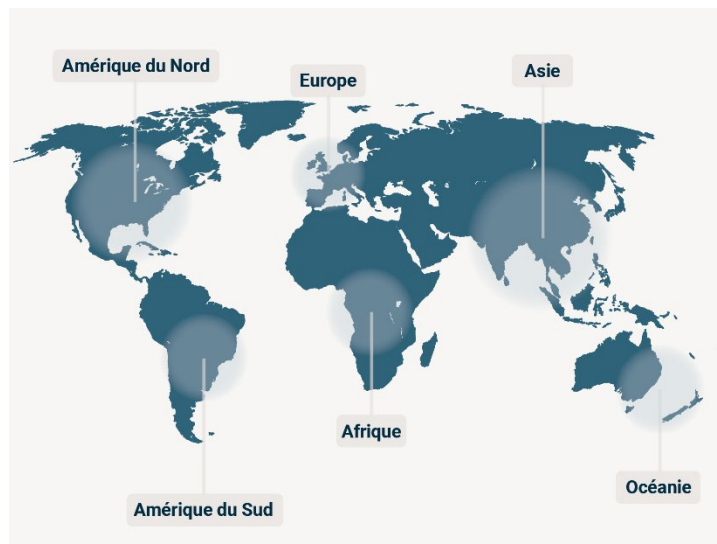 Amérique du Nord
Europe
Asie
Afrique
Océanie
Amérique du Sud